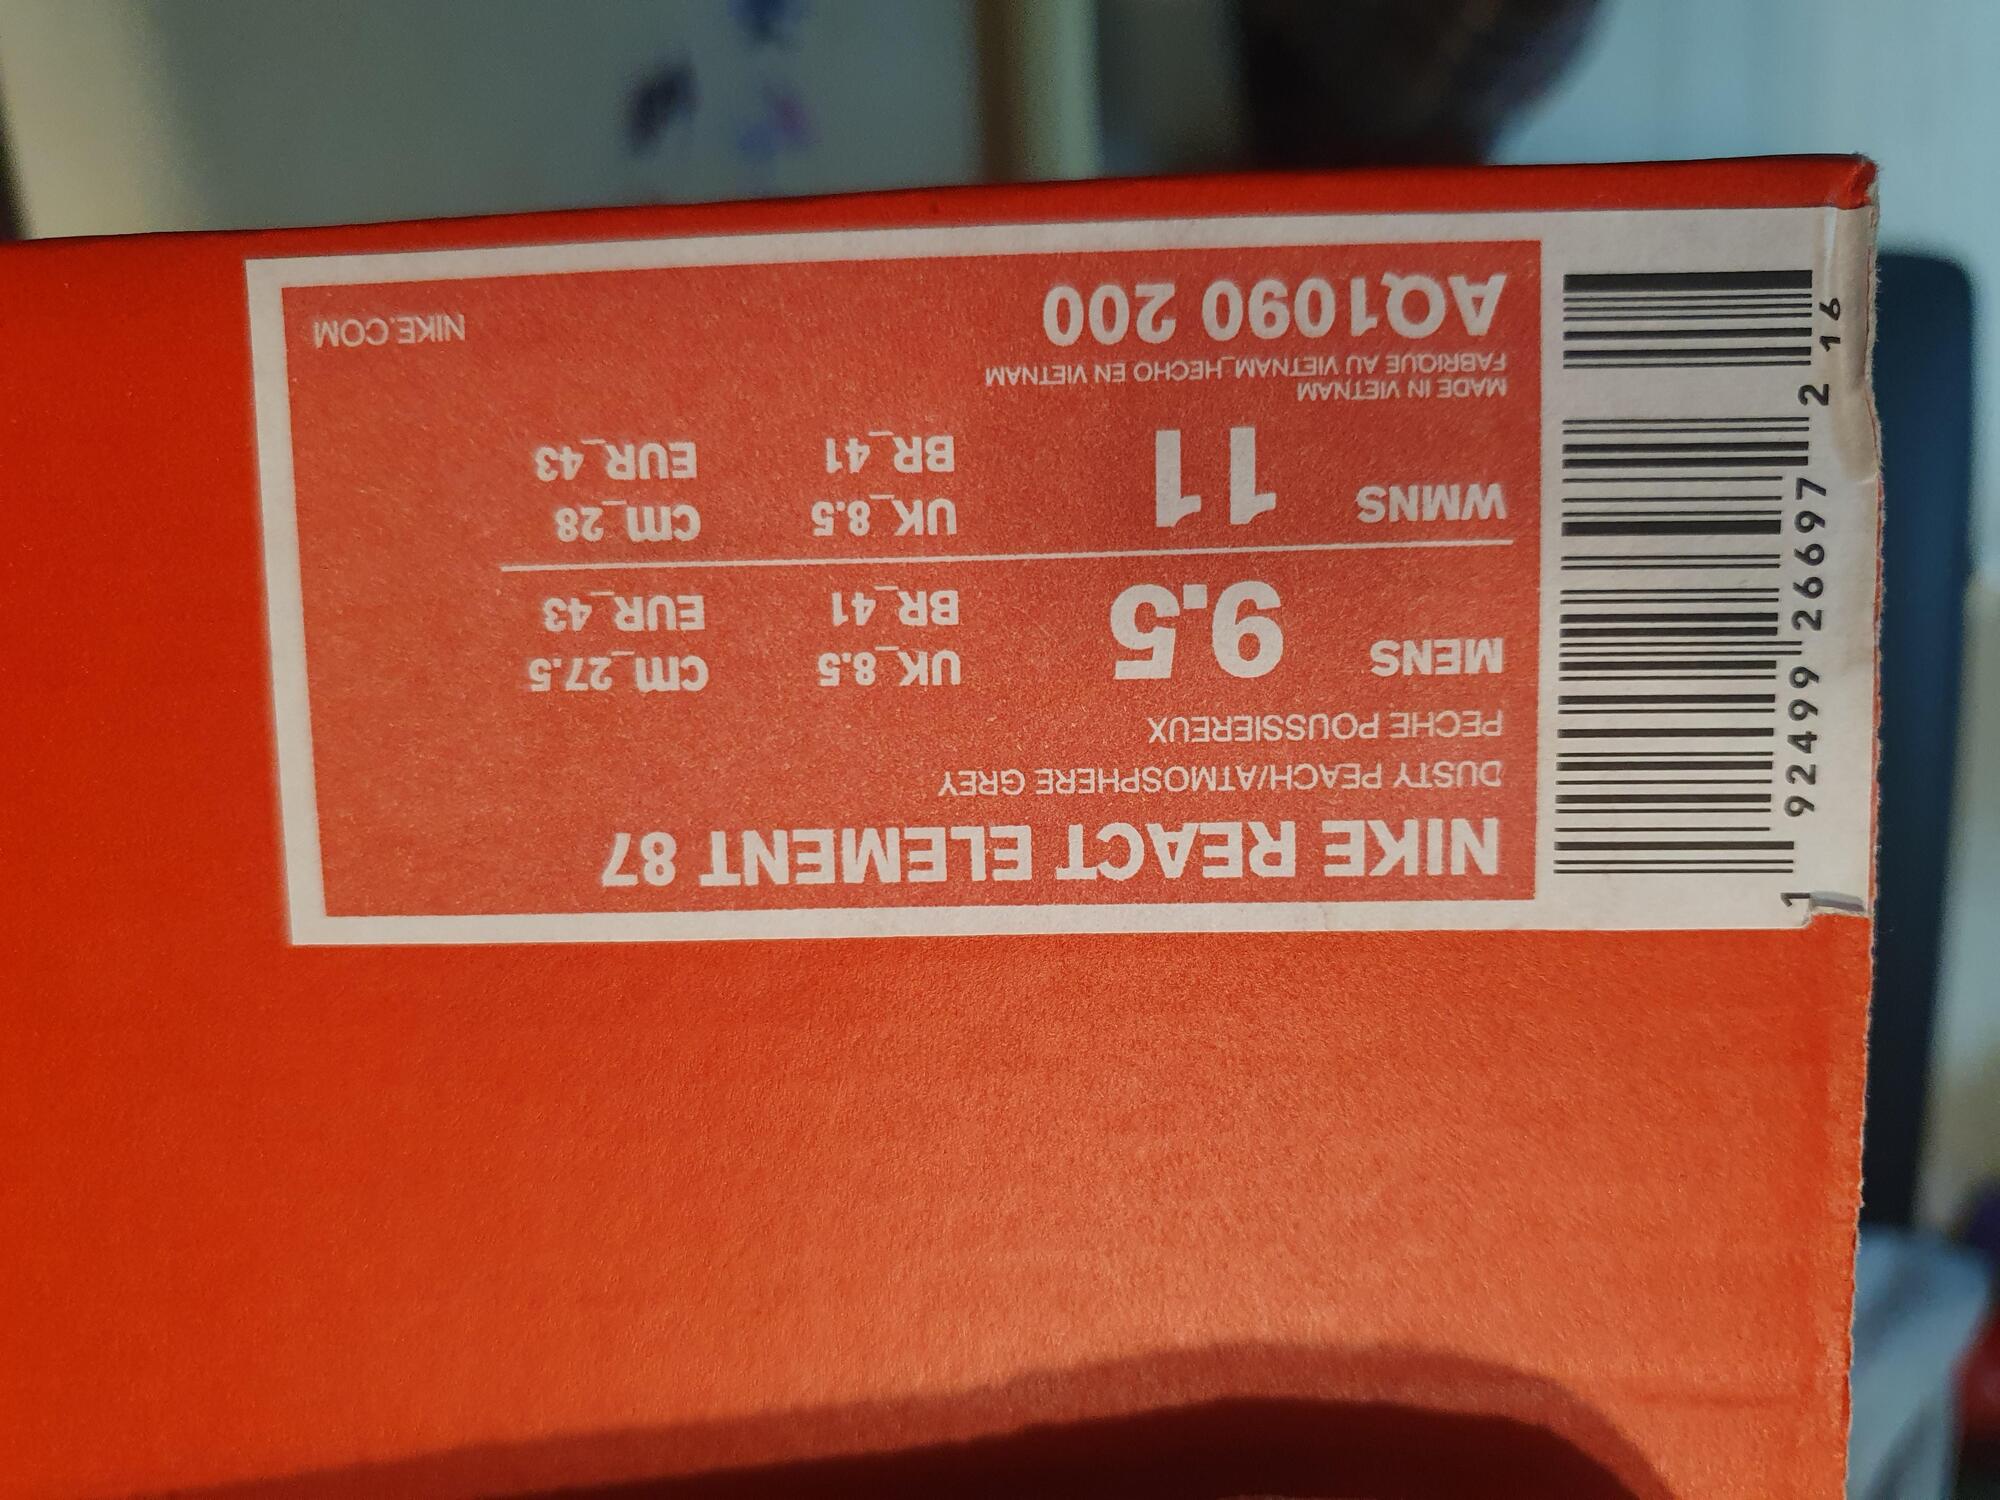 NIKE REACT ELEMENT 87
DUSTY PEACH/ATMOSPHERE GREY
PECHE POUSSIEREUX
MENS 9.5 UK_8.5 cm_27.5
BR_41 EUR_43
WMNS 11 UK_8.5 cm_28
BR_41 EUR_43
MADE IN VIETNAM
FABRIQUE AU VIETNAM_HECHO EN VIETNAM
AQ1090 200
NIKE.COM
1 92499 26697 2 16